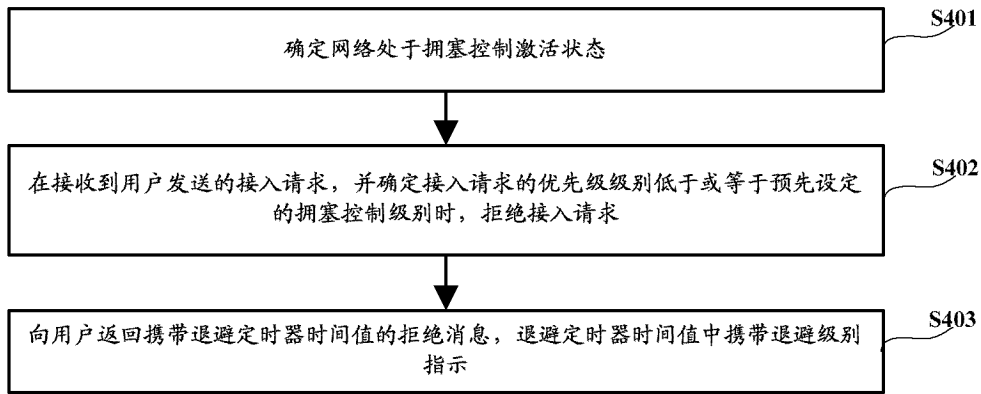 S401
确定网络处于拥塞控制激活状态
S402
在接收到用户发送的接入请求，并确定接入请求的优先级级别低于或等于预先设定
的拥塞控制级别时，拒绝接入请求
S403
向用户返回携带退避定时器时间值的拒绝消息，退避定时器时间值中携带退避级别
指示